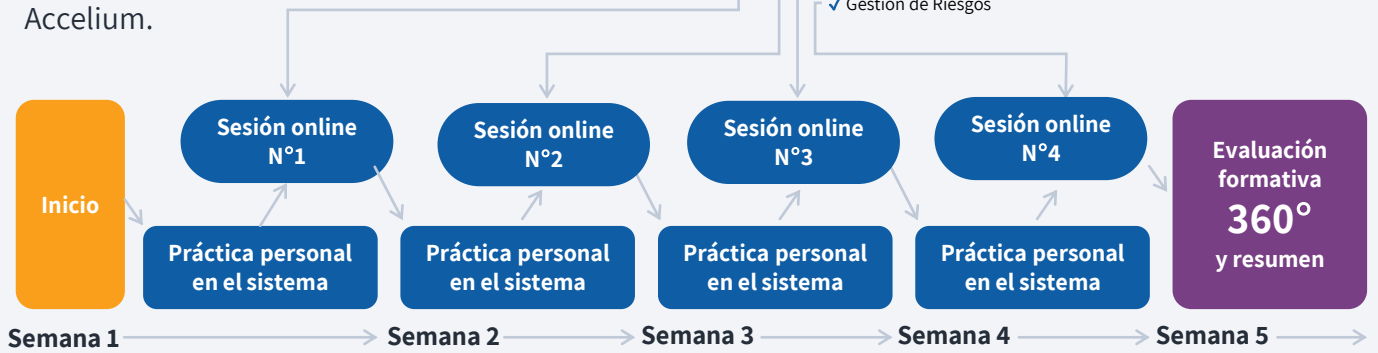 Accelium.
✓ Gestión de Riesgos
Inicio
Sesión online
N°1
Sesión online
N°2
Sesión online
N°3
Sesión online
N°4
Práctica personal
en el sistema
Práctica personal
en el sistema
Práctica personal
en el sistema
Práctica personal
en el sistema
Evaluación
formativa
360°
y resumen
Semana 1
Semana 2
Semana 3
Semana 4
Semana 5